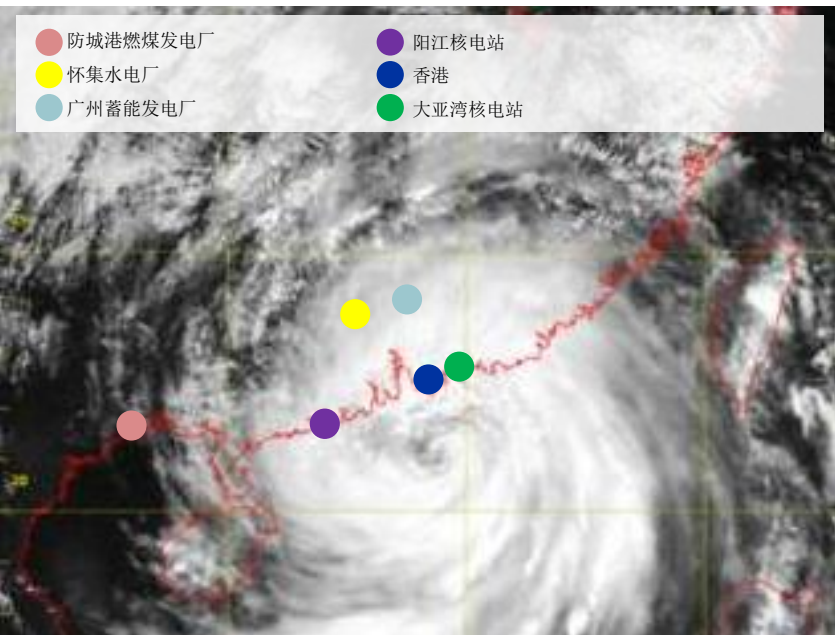 防城港燃煤发电厂
怀集水电厂
广州蓄能发电厂
阳江核电站
香港
大亚湾核电站